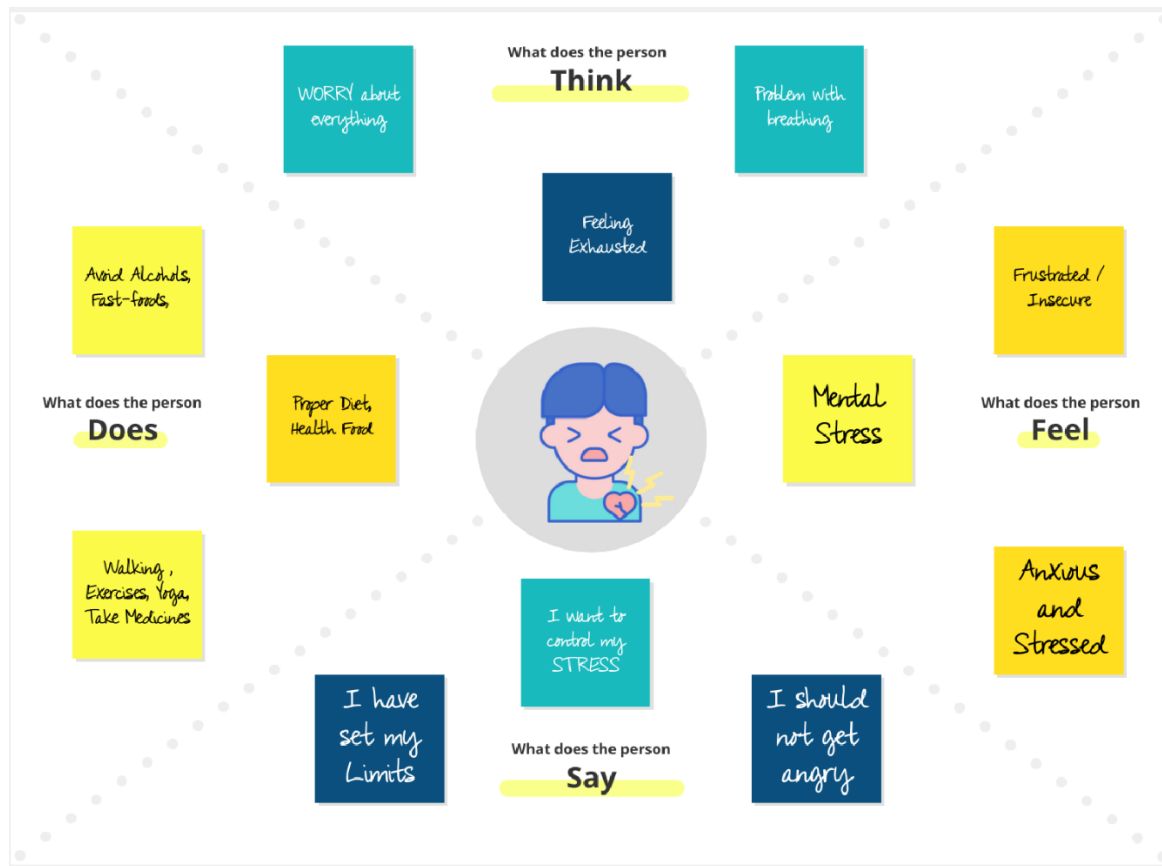 What does the person
Think
WORRY about
everything
Problem with
breathing
Feeling
Exhausted
Avoid Alcohols,
Fast-foods,
What does the person
Does
Proper Diet,
Health Food
Walking ,
Exercises, Yoga,
Take Medicines
Frustrated /
Insecure
Mental
Stress
What does the person
Feel
Anxious
and
Stressed
I want to
control my
STRESS
I have
set my
Limits
What does the person
Say
I should
not get
angry